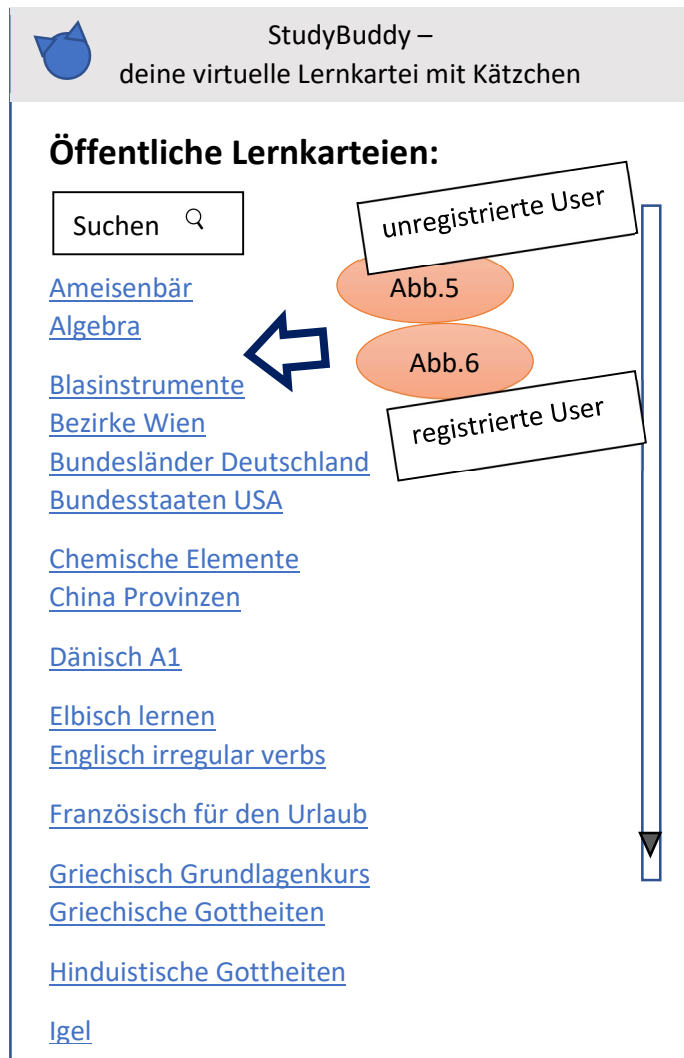 StudyBuddy –
deine virtuelle Lernkartei mit Kätzchen
Öffentliche Lernkarteien:
Suchen
unregistrierte User
Abb.5
Abb.6
registrierte User
Ameisenbär
Algebra
Blasinstrumente
Bezirke Wien
Bundesländer Deutschland
Bundesstaaten USA
Chemische Elemente
China Provinzen
Dänisch A1
Elbisch lernen
Englisch irregular verbs
Französisch für den Urlaub
Griechisch Grundlagenkurs
Griechische Gottheiten
Hinduistische Gottheiten
Igel